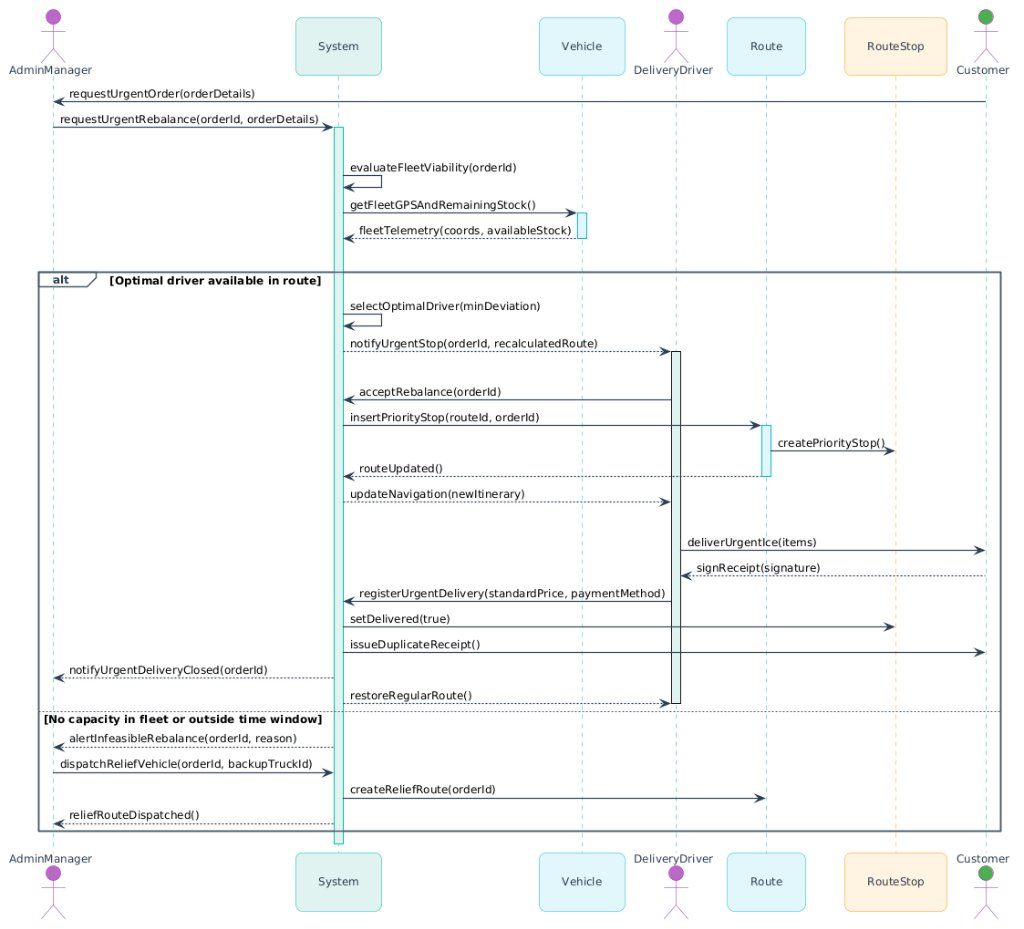 AdminManager
System
Vehicle
DeliveryDriver
Route
RouteStop
Customer
requestUrgentOrder(orderDetails)
requestUrgentRebalance(orderId, orderDetails)
evaluateFleetViability(orderId)
getFleetGPSAndRemainingStock()
fleetTelemetry(coords, availableStock)
alt
[Optimal driver available in route]
selectOptimalDriver(minDeviation)
notifyUrgentStop(orderId, recalculatedRoute)
acceptRebalance(orderId)
insertPriorityStop(routeId, orderId)
createPriorityStop()
routeUpdated()
updateNavigation(newItinerary)
deliverUrgentIce(items)
signReceipt(signature)
registerUrgentDelivery(standardPrice, paymentMethod)
setDelivered(true)
issueDuplicateReceipt()
notifyUrgentDeliveryClosed(orderId)
restoreRegularRoute()
[No capacity in fleet or outside time window]
alertInfeasibleRebalance(orderId, reason)
dispatchReliefVehicle(orderId, backupTruckId)
createReliefRoute(orderId)
reliefRouteDispatched()
AdminManager
System
Vehicle
DeliveryDriver
Route
RouteStop
Customer